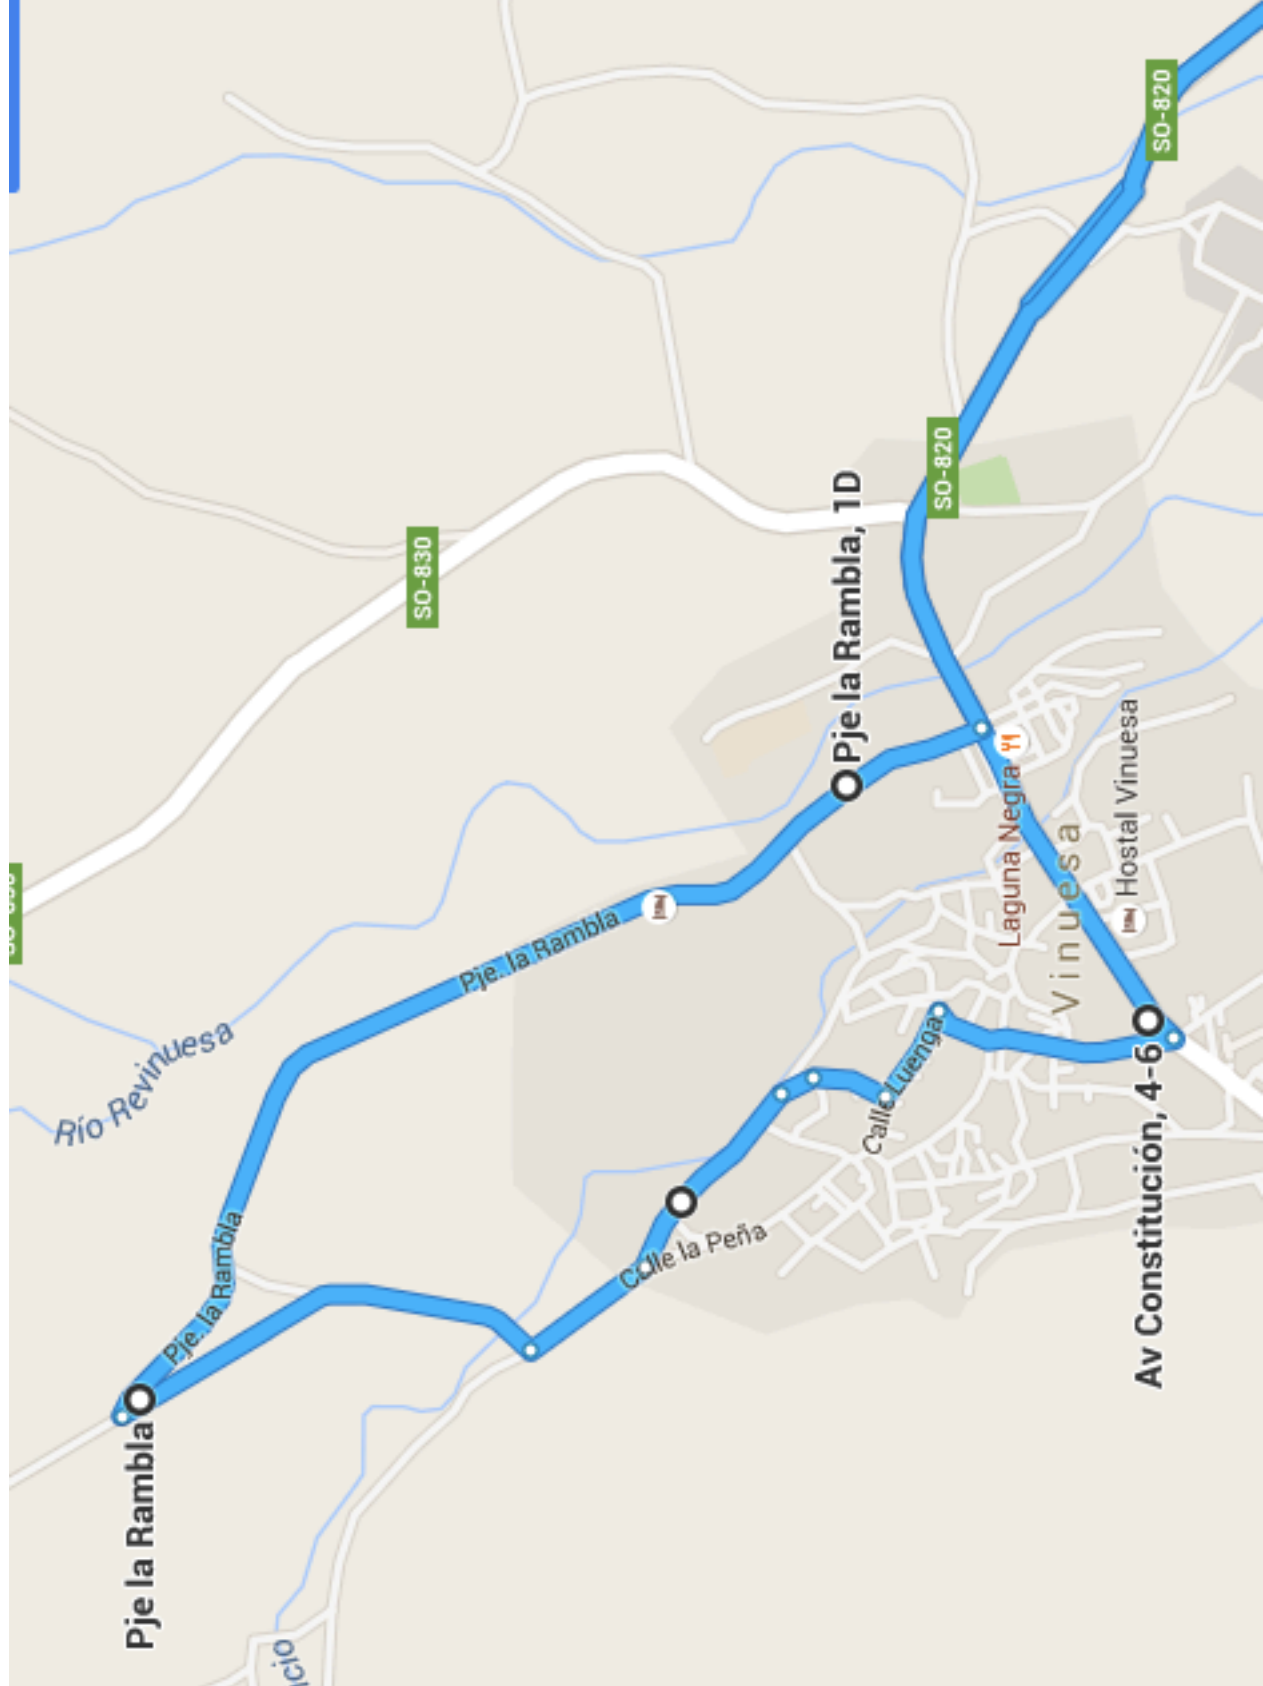 SO-820
SO-820
SO-830
Pje la Rambla, 1D
Laguna Negra
Hostal Vinuesa
Vinuesa
Pje. la Rambla
Río Revinuesa
Calle Luenga
Pje. la Rambla
Calle la Peña
Av Constitución, 4-6
Pje la Rambla